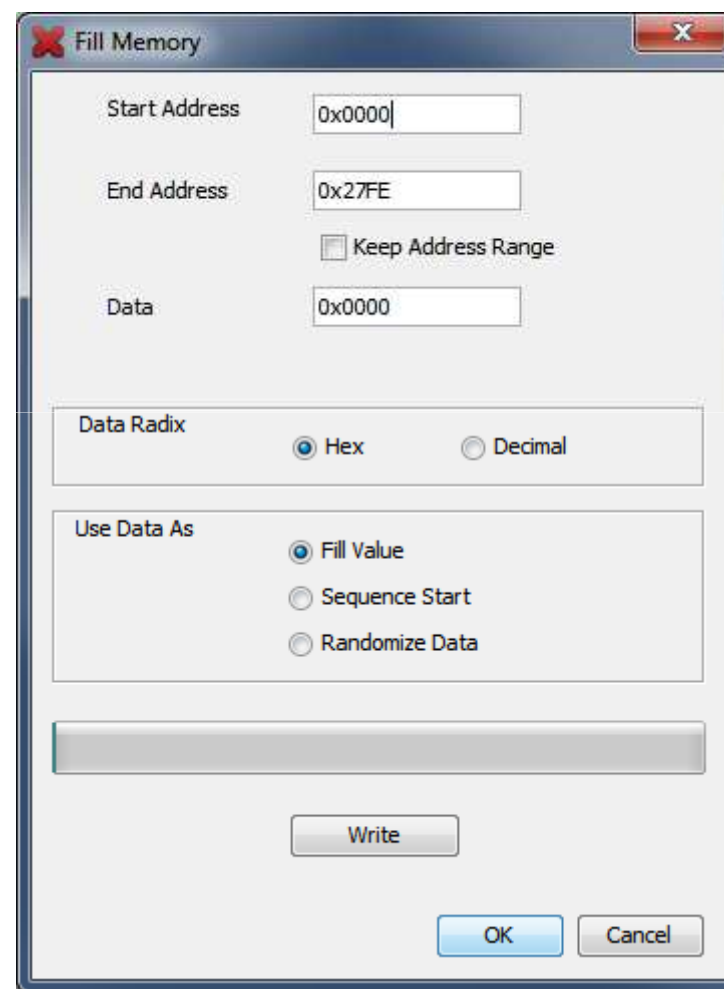 Fill Memory
Start Address 0x0000
End Address 0x27FE
Keep Address Range
Data 0x0000
Data Radix
Hex Decimal
Use Data As
Fill Value
Sequence Start
Randomize Data
Write
OK Cancel